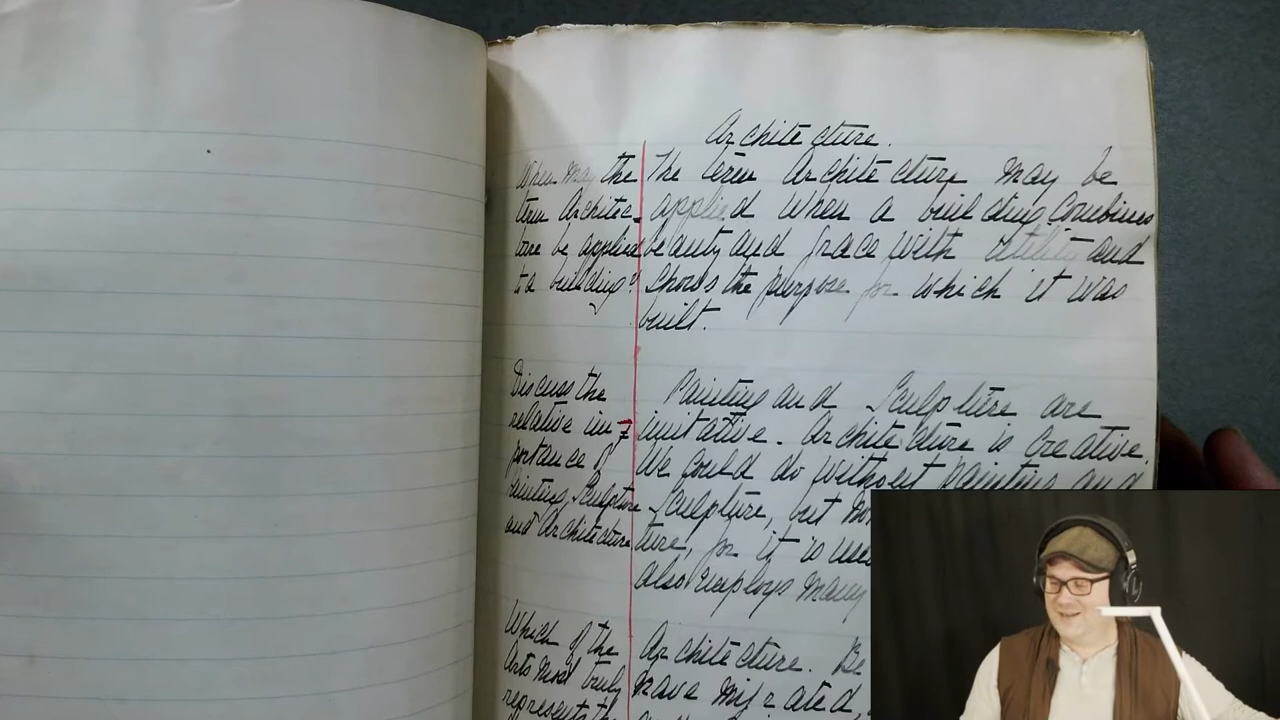 Architecture.
When may the
term Architec-
ture be applied
to a building?
The term Architecture may be
applied when a building combines
beauty and grace with utility and
shows the purpose for which it was
built.
Discuss the
relative im-
portance of
Painting, Sculpture
and Architecture
Painting and Sculpture are
imitative. Architecture is Creative.
We could do without Painting and
Sculpture, but
ture, for it is
also employs many
Which of the
Arts most truly
represents the
Architecture.
have migrated,